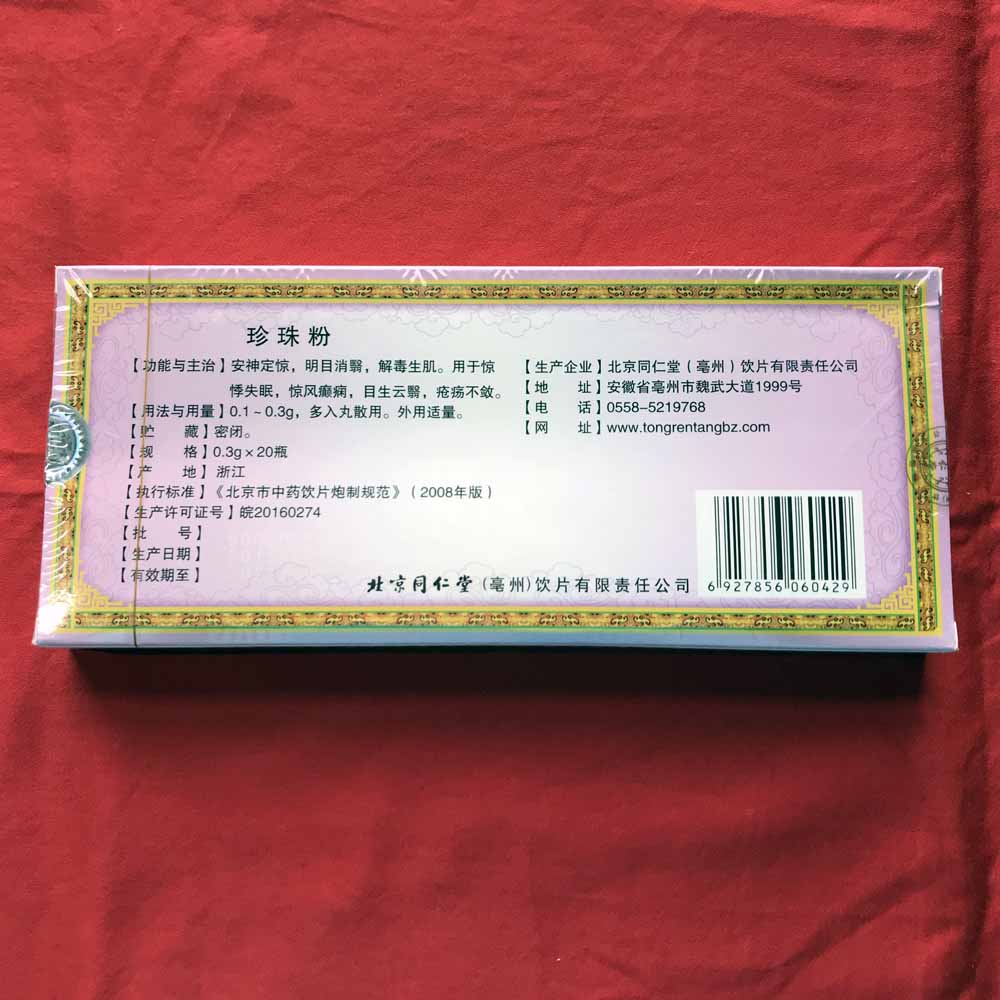 珍珠粉
【功能与主治】安神定惊，明目消翳，解毒生肌。用于惊
悸失眠，惊风癫痫，目生云翳，疮疡不敛。
【用法与用量】0.1~0.3g，多入丸散用。外用适量。
【贮 藏】密闭。
【规 格】0.3g×20瓶
【产 地】浙江
【执行标准】《北京市中药饮片炮制规范》（2008年版）
【生产许可证号】皖20160274
【批 号】
【生产日期】
【有效期至】
【生产企业】北京同仁堂（亳州）饮片有限责任公司
【地 址】安徽省亳州市魏武大道1999号
【电 话】0558-5219768
【网 址】www.tongrentangbz.com
北京同仁堂（亳州）饮片有限责任公司
6 927856 060429